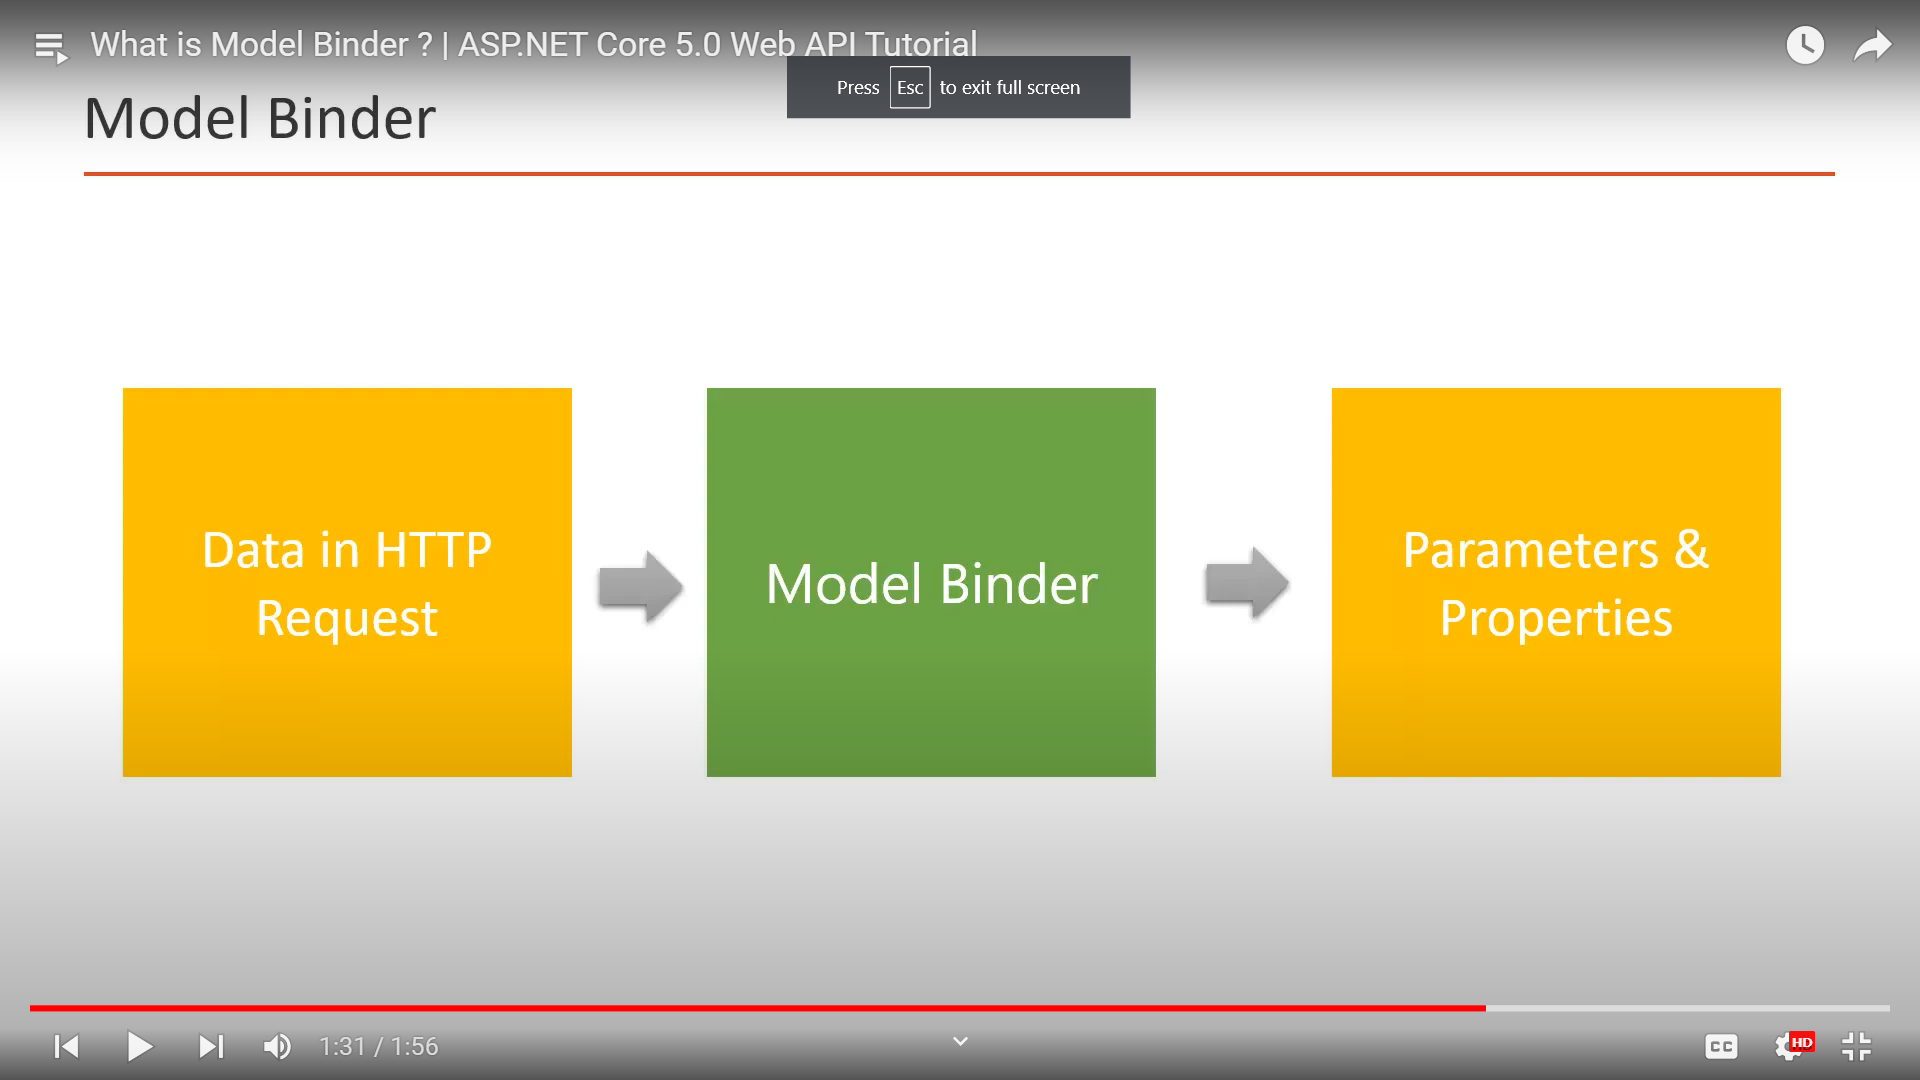 What is Model Binder ? | ASP.NET Core 5.0 Web API Tutorial
Press Esc to exit full screen
Model Binder
Data in HTTP
Request
Model Binder
Parameters &
Properties
1:31 / 1:56
CC
HD